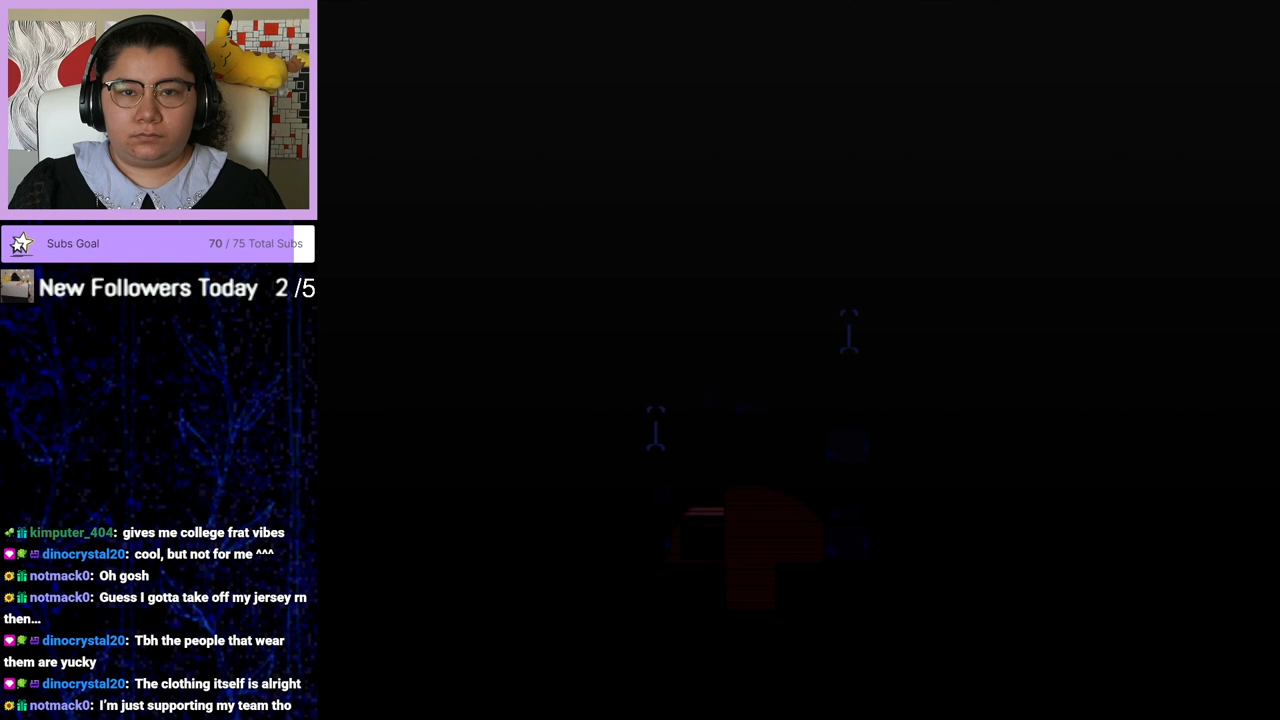 Subs Goal 70 / 75 Total Subs
New Followers Today 2 /5
kimputer_404: gives me college frat vibes
dinocrystal20: cool, but not for me ^^^
notmack0: Oh gosh
notmack0: Guess I gotta take off my jersey rn
then…
dinocrystal20: Tbh the people that wear
them are yucky
dinocrystal20: The clothing itself is alright
notmack0: I'm just supporting my team tho